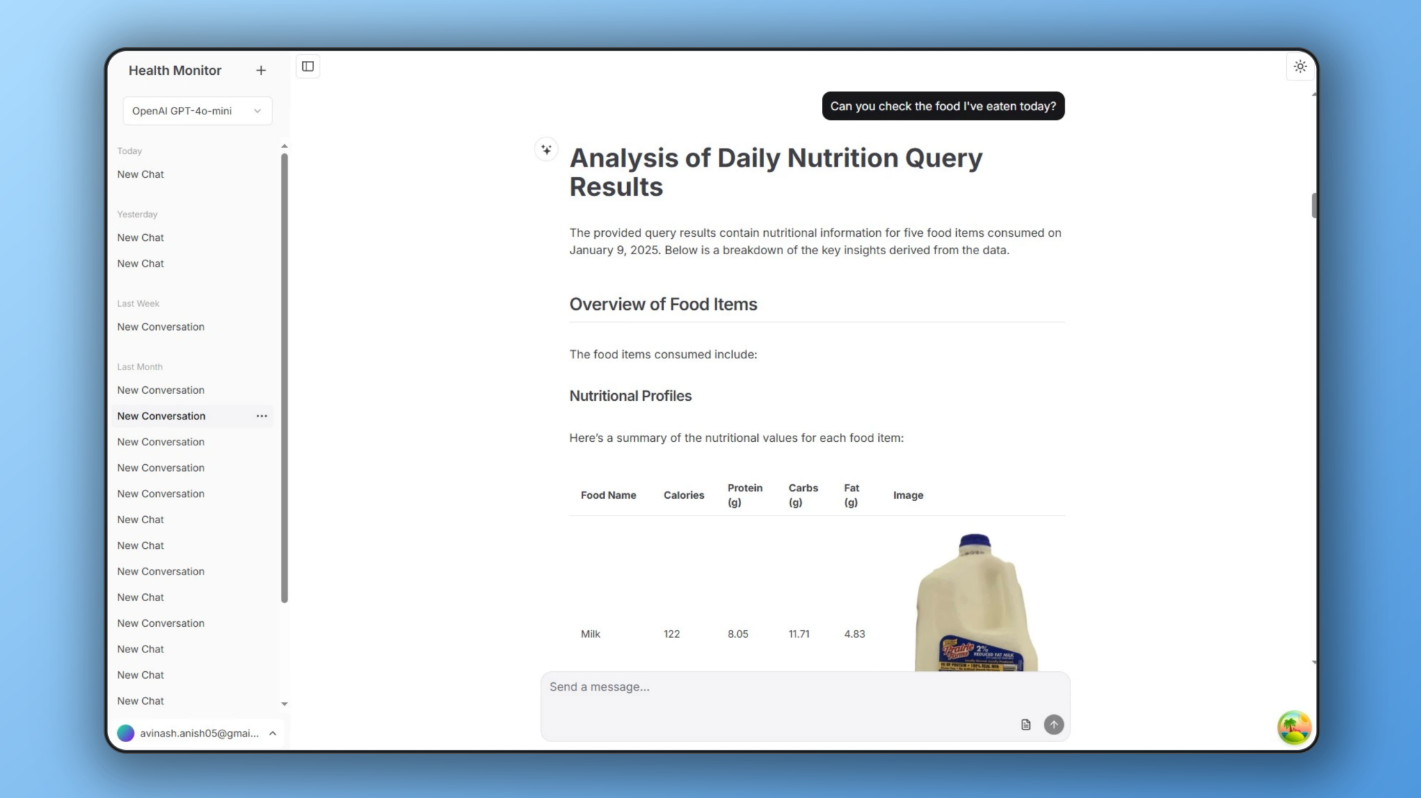 Health Monitor
OpenAI GPT-4o-mini
Today
New Chat
Yesterday
New Chat
New Chat
Last Week
New Conversation
Last Month
New Conversation
New Conversation
New Conversation
New Conversation
New Conversation
New Chat
New Chat
New Conversation
New Chat
New Conversation
New Chat
New Chat
New Chat
avinash.anish05@gmai...
Can you check the food I've eaten today?
Analysis of Daily Nutrition Query
Results
The provided query results contain nutritional information for five food items consumed on
January 9, 2025. Below is a breakdown of the key insights derived from the data.
Overview of Food Items
The food items consumed include:
Nutritional Profiles
Here's a summary of the nutritional values for each food item:
Food Name Calories Protein (g) Carbs (g) Fat (g) Image
Milk 122 8.05 11.71 4.83
Prairie
2%
REDUCED FAT MILK
Send a message...